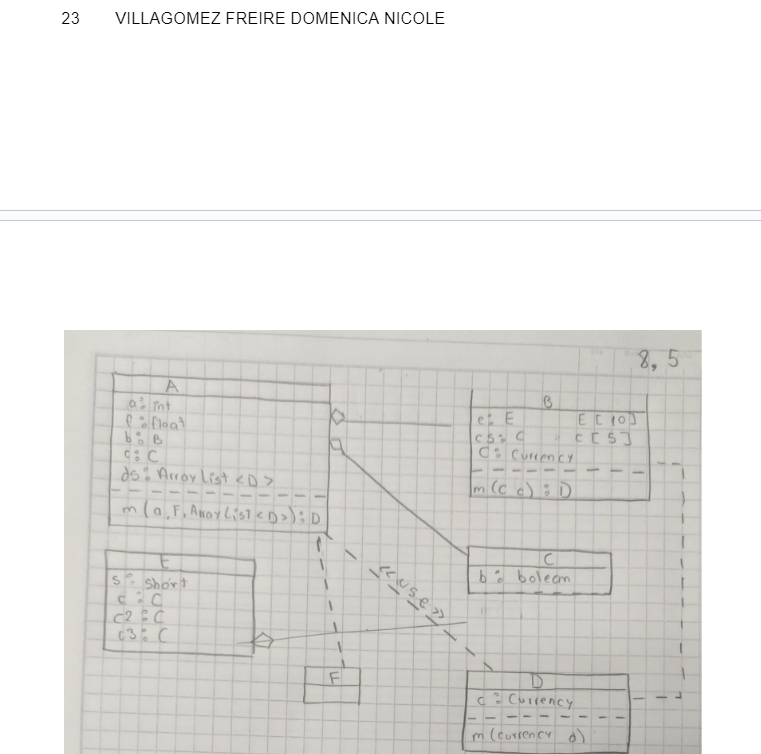 23 VILLAGOMEZ FREIRE DOMENICA NICOLE
8,5
A
a: int
f: float
b: B
c: C
ds: ArrayList <D>
m(a,F,ArrayList<D>): D
B
e: E E[10]
cs: C c[5]
C: Currency
m(C c): D
E
s: short
c: C
c2: C
c3: C
<<use>>
C
b: boleam
F
D
c: Currency
m(currency d)